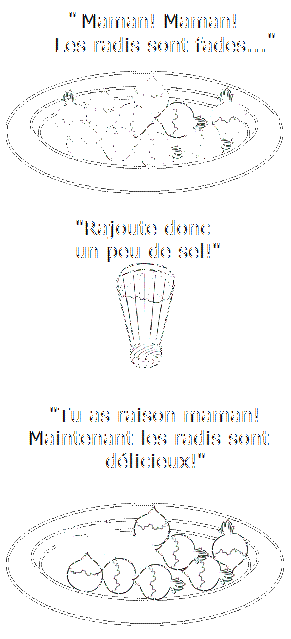 "Maman! Maman!
Les radis sont fades..."
"Rajoute donc
un peu de sel!"
"Tu as raison maman!
Maintenant les radis sont
délicieux!"